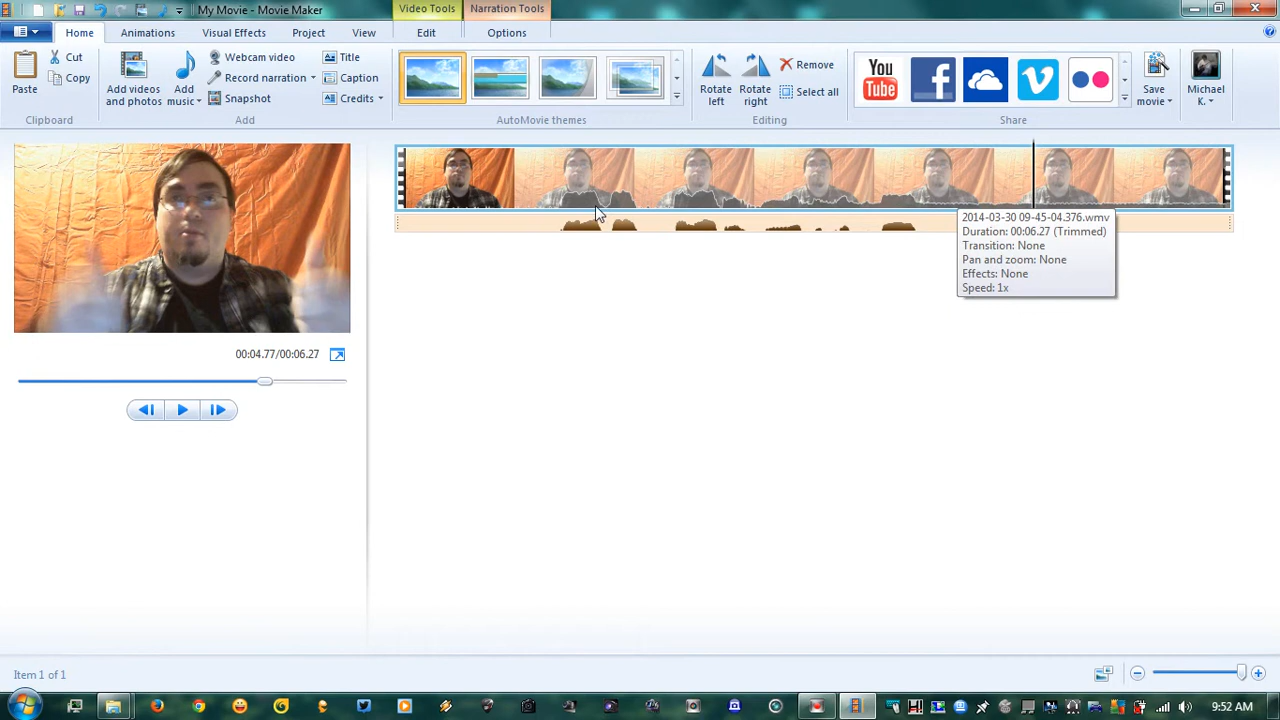 My Movie - Movie Maker
Video Tools
Narration Tools
Home
Animations
Visual Effects
Project
View
Edit
Options
Paste
Cut
Copy
Clipboard
Add videos and photos
Add music
Webcam video
Record narration
Snapshot
Title
Caption
Credits
Add
AutoMovie themes
Rotate left
Rotate right
Remove
Select all
Editing
You
Tube
f
v
Share
Save movie
Michael K.
2014-03-30 09-45-04.376.wmv
Duration: 00:06.27 (Trimmed)
Transition: None
Pan and zoom: None
Effects: None
Speed: 1x
00:04.77/00:06.27
Item 1 of 1
9:52 AM